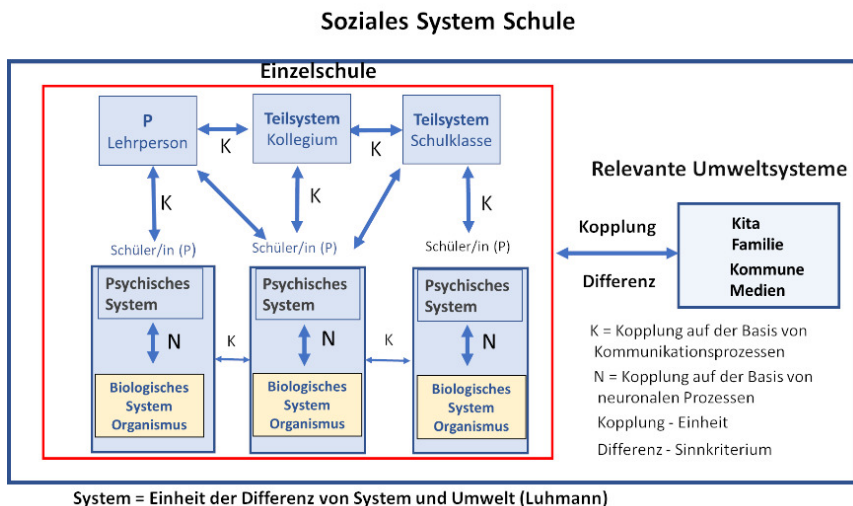 Soziales System Schule
Einzelschule
P
Lehrperson
K
Teilsystem
Kollegium
K
Teilsystem
Schulklasse
K
K
K
Schüler/in (P)
Schüler/in (P)
Schüler/in (P)
Psychisches
System
N
Biologisches
System
Organismus
K
Psychisches
System
N
Biologisches
System
Organismus
K
Psychisches
System
N
Biologisches
System
Organismus
Relevante Umweltsysteme
Kopplung
Differenz
Kita
Familie
Kommune
Medien
K = Kopplung auf der Basis von
Kommunikationsprozessen
N = Kopplung auf der Basis von
neuronalen Prozessen
Kopplung - Einheit
Differenz - Sinnkriterium
System = Einheit der Differenz von System und Umwelt (Luhmann)